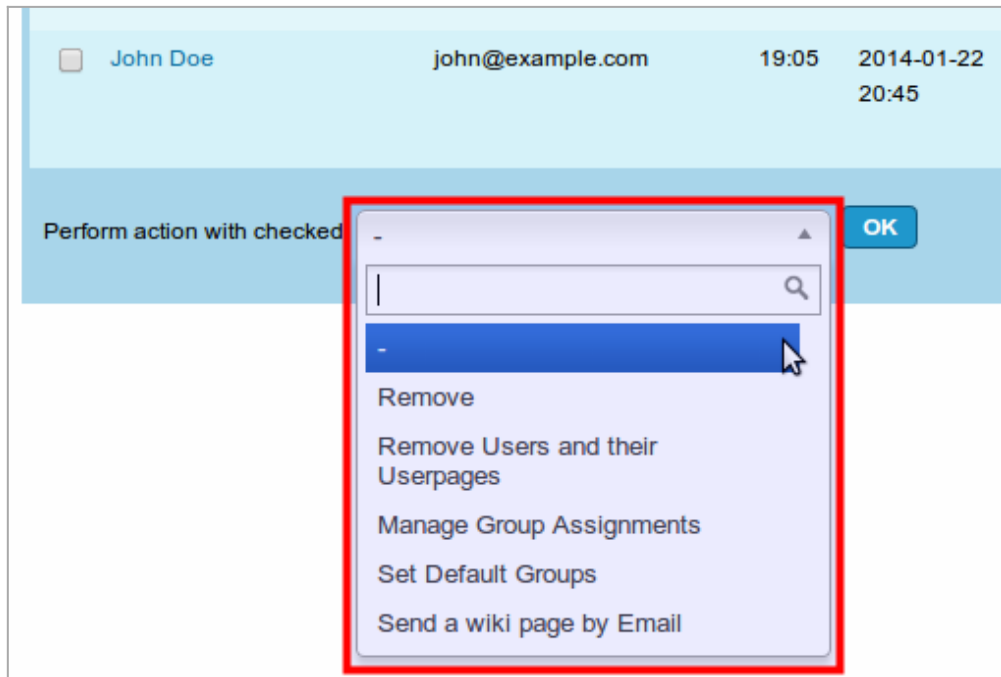 John Doe john@example.com 19:05 2014-01-22
20:45
Perform action with checked - OK
-
Remove
Remove Users and their
Userpages
Manage Group Assignments
Set Default Groups
Send a wiki page by Email